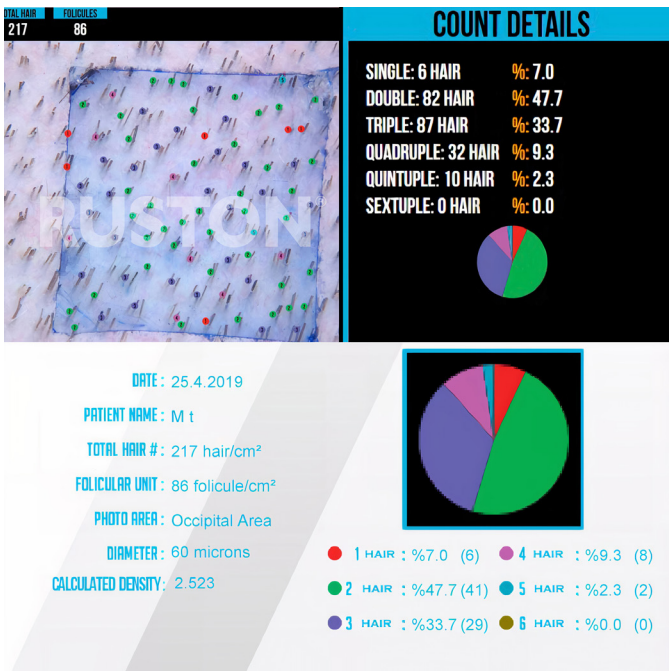 OTAL HAIR FOLICULES
217 86
COUNT DETAILS
SINGLE: 6 HAIR %: 7.0
DOUBLE: 82 HAIR %: 47.7
TRIPLE: 87 HAIR %: 33.7
QUADRUPLE: 32 HAIR %: 9.3
QUINTUPLE: 10 HAIR %: 2.3
SEXTUPLE: 0 HAIR %: 0.0
RUSTON
DATE : 25.4.2019
PATIENT NAME : M t
TOTAL HAIR # : 217 hair/cm²
FOLICULAR UNIT : 86 folicule/cm²
PHOTO AREA : Occipital Area
DIAMETER : 60 microns
CALCULATED DENSITY : 2.523
1 HAIR : %7.0 (6) 4 HAIR : %9.3 (8)
2 HAIR : %47.7 (41) 5 HAIR : %2.3 (2)
3 HAIR : %33.7 (29) 6 HAIR : %0.0 (0)